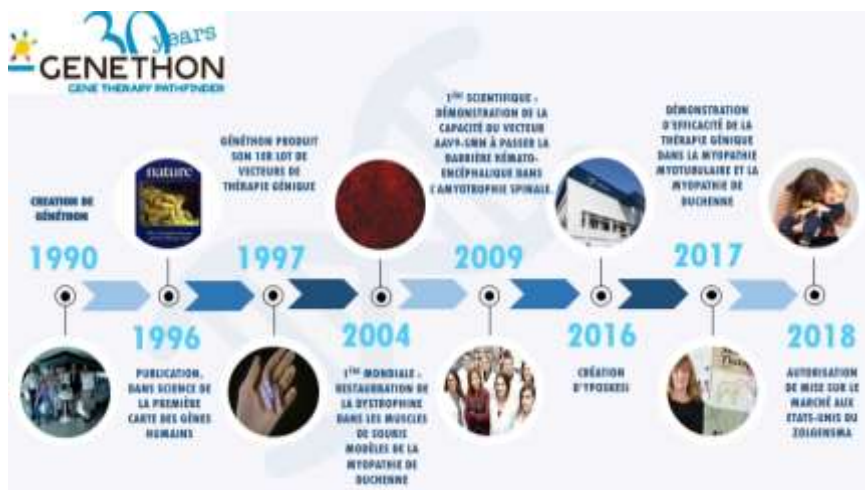 30 years
GENETHON
GENE THERAPY PATHFINDER
CREATION DE
GÉNÉTHON
1990
nature
1996
PUBLICATION,
DANS SCIENCE DE
LA PREMIÈRE
CARTE DES GÈNES
HUMAINS
GÉNÉTHON PRODUIT
SON 1ER LOT DE
VECTEURS DE
THÉRAPIE GÉNIQUE
1997
2004
1ÈRE MONDIALE :
RESTAURATION DE
LA DYSTROPHINE
DANS LES MUSCLES
DE SOURIS
MODÈLES DE LA
MYOPATHIE DE
DUCHENNE
1ÈRE SCIENTIFIQUE :
DÉMONSTRATION DE LA
CAPACITÉ DU VECTEUR
AAV9-SMN À PASSER LA
BARRIÈRE HÉMATO-
ENCÉPHALIQUE DANS
L'AMYOTROPHIE SPINALE.
2009
2016
CRÉATION
D'YPOSKESI
DÉMONSTRATION
D'EFFICACITÉ DE LA
THÉRAPIE GÉNIQUE
DANS LA MYOPATHIE
MYOTUBULAIRE ET LA
MYOPATHIE DE
DUCHENNE
2017
2018
AUTORISATION
DE MISE SUR LE
MARCHÉ AUX
ETATS-UNIS DU
ZOLGENSMA